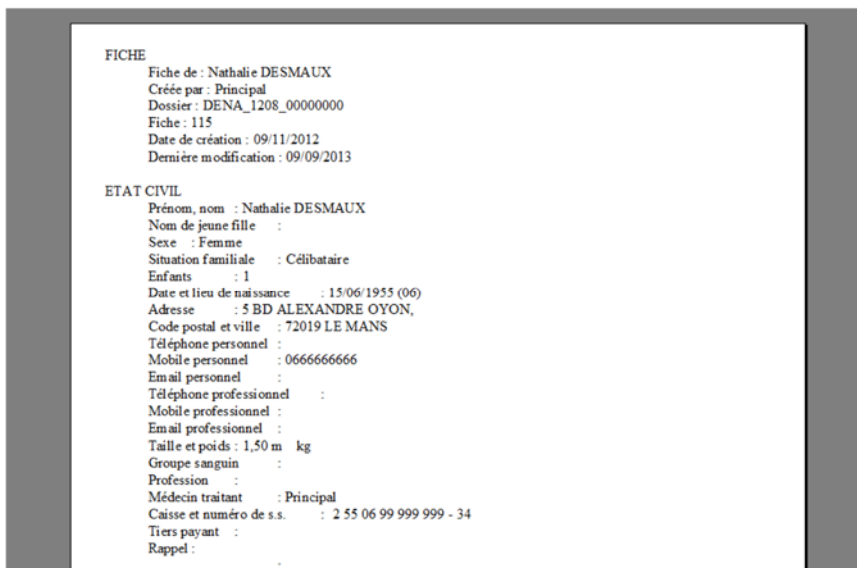 FICHE
Fiche de : Nathalie DESMAUX
Créée par : Principal
Dossier : DENA_1208_00000000
Fiche : 115
Date de création : 09/11/2012
Dernière modification : 09/09/2013
ETAT CIVIL
Prénom, nom : Nathalie DESMAUX
Nom de jeune fille :
Sexe : Femme
Situation familiale : Célibataire
Enfants : 1
Date et lieu de naissance : 15/06/1955 (06)
Adresse : 5 BD ALEXANDRE OYON,
Code postal et ville : 72019 LE MANS
Téléphone personnel :
Mobile personnel : 0666666666
Email personnel :
Téléphone professionnel :
Mobile professionnel :
Email professionnel :
Taille et poids : 1,50 m kg
Groupe sanguin :
Profession :
Médecin traitant : Principal
Caisse et numéro de s.s. : 2 55 06 99 999 999 - 34
Tiers payant :
Rappel :
: